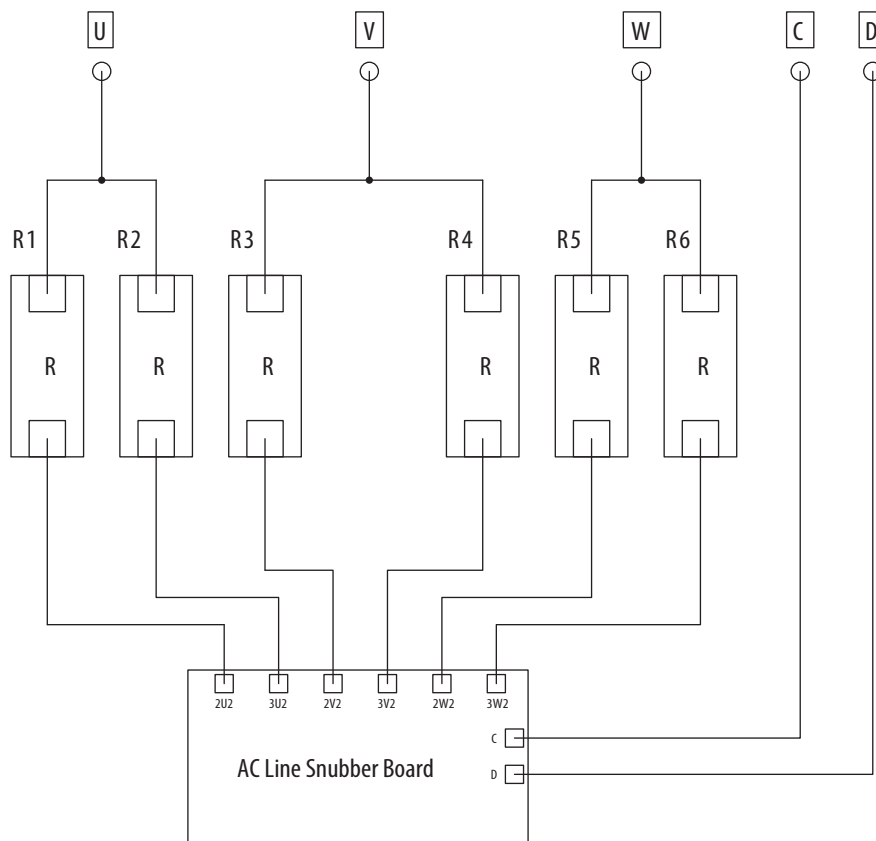 U V W C D
R1 R2 R3 R4 R5 R6
R R R R R R
2U2 3U2 2V2 3V2 2W2 3W2
C
AC Line Snubber Board
D